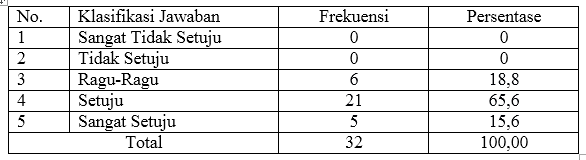 No. Klasifikasi Jawaban Frekuensi Persentase
1 Sangat Tidak Setuju 0 0
2 Tidak Setuju 0 0
3 Ragu-Ragu 6 18,8
4 Setuju 21 65,6
5 Sangat Setuju 5 15,6
Total 32 100,00